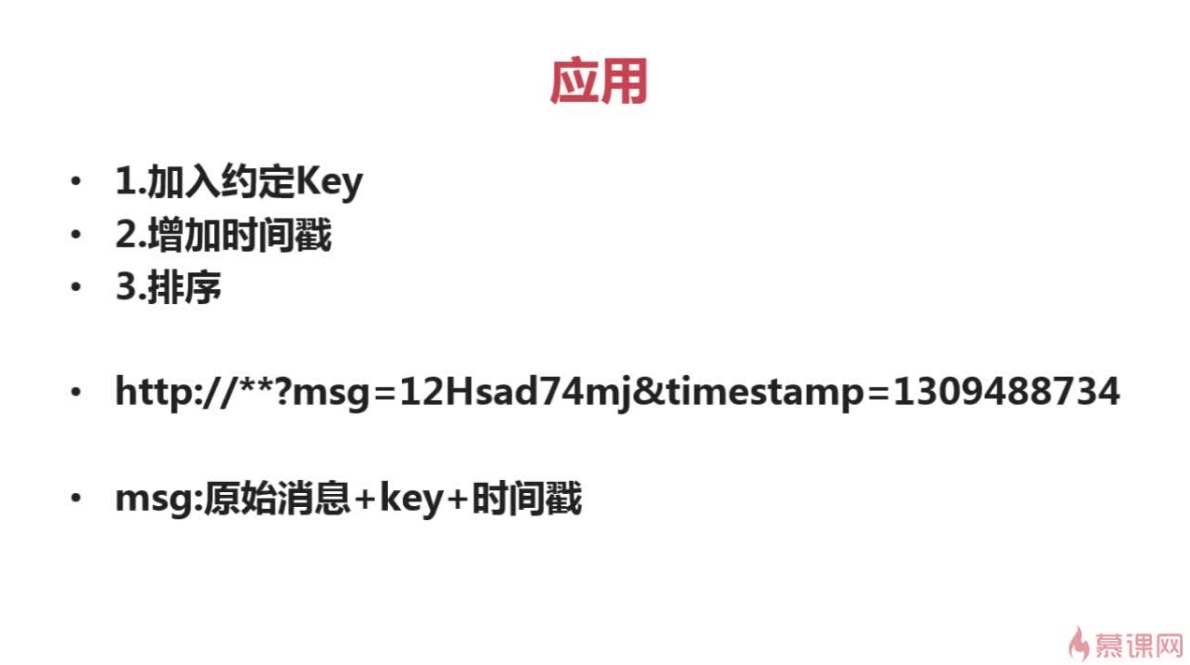 应用
• 1.加入约定Key
• 2.增加时间戳
• 3.排序
• http://**?msg=12Hsad74mj&timestamp=1309488734
• msg:原始消息+key+时间戳
慕课网